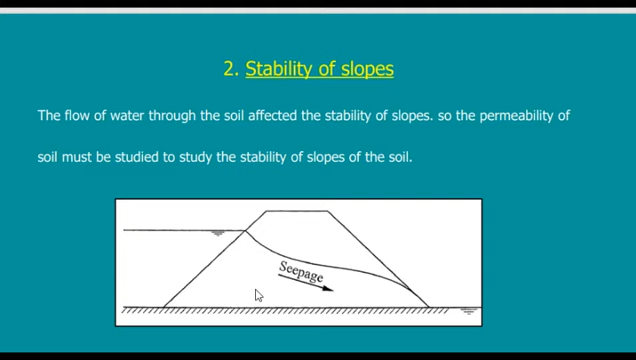 2. Stability of slopes
The flow of water through the soil affected the stability of slopes. so the permeability of
soil must be studied to study the stability of slopes of the soil.
Seepage